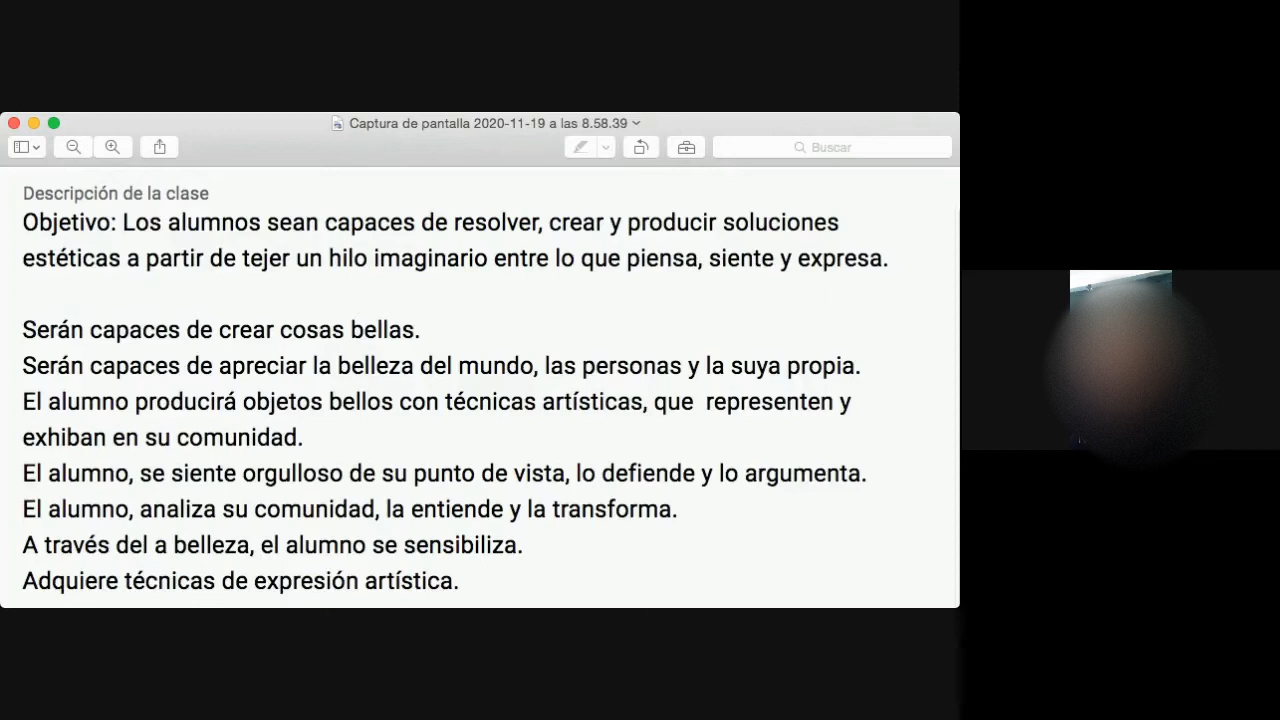 Captura de pantalla 2020-11-19 a las 8.58.39
Buscar
Descripción de la clase
Objetivo: Los alumnos sean capaces de resolver, crear y producir soluciones
estéticas a partir de tejer un hilo imaginario entre lo que piensa, siente y expresa.
Serán capaces de crear cosas bellas.
Serán capaces de apreciar la belleza del mundo, las personas y la suya propia.
El alumno producirá objetos bellos con técnicas artísticas, que  representen y
exhiban en su comunidad.
El alumno, se siente orgulloso de su punto de vista, lo defiende y lo argumenta.
El alumno, analiza su comunidad, la entiende y la transforma.
A través del a belleza, el alumno se sensibiliza.
Adquiere técnicas de expresión artística.